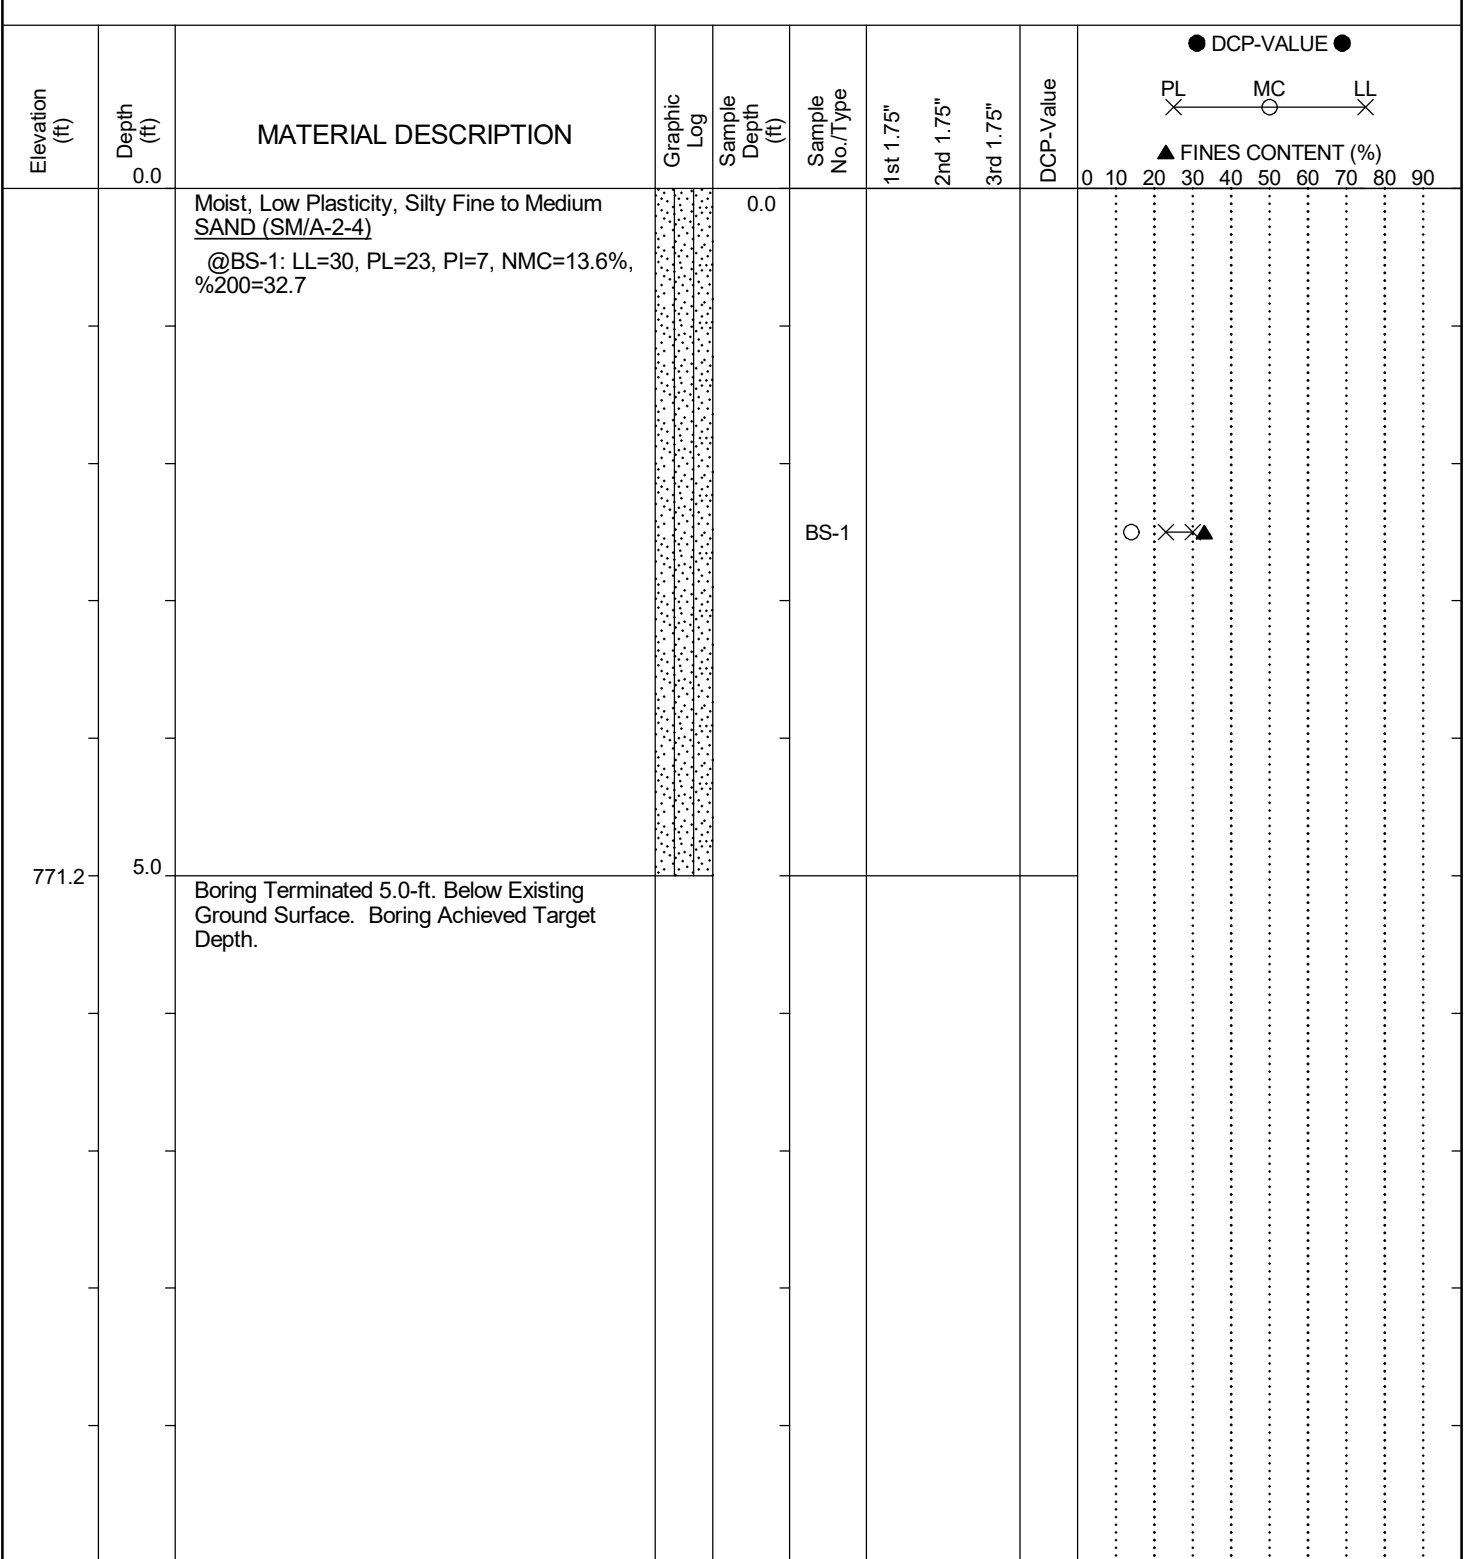 ● DCP-VALUE ●
PL MC LL
▲ FINES CONTENT (%)
Elevation
(ft)
Depth
(ft)
0.0
MATERIAL DESCRIPTION
Graphic
Log
Sample
Depth
(ft)
Sample
No./Type
1st 1.75"
2nd 1.75"
3rd 1.75"
DCP-Value
0 10 20 30 40 50 60 70 80 90
Moist, Low Plasticity, Silty Fine to Medium
SAND (SM/A-2-4)
@BS-1: LL=30, PL=23, PI=7, NMC=13.6%,
%200=32.7
0.0
BS-1
771.2
5.0
Boring Terminated 5.0-ft. Below Existing
Ground Surface.  Boring Achieved Target
Depth.